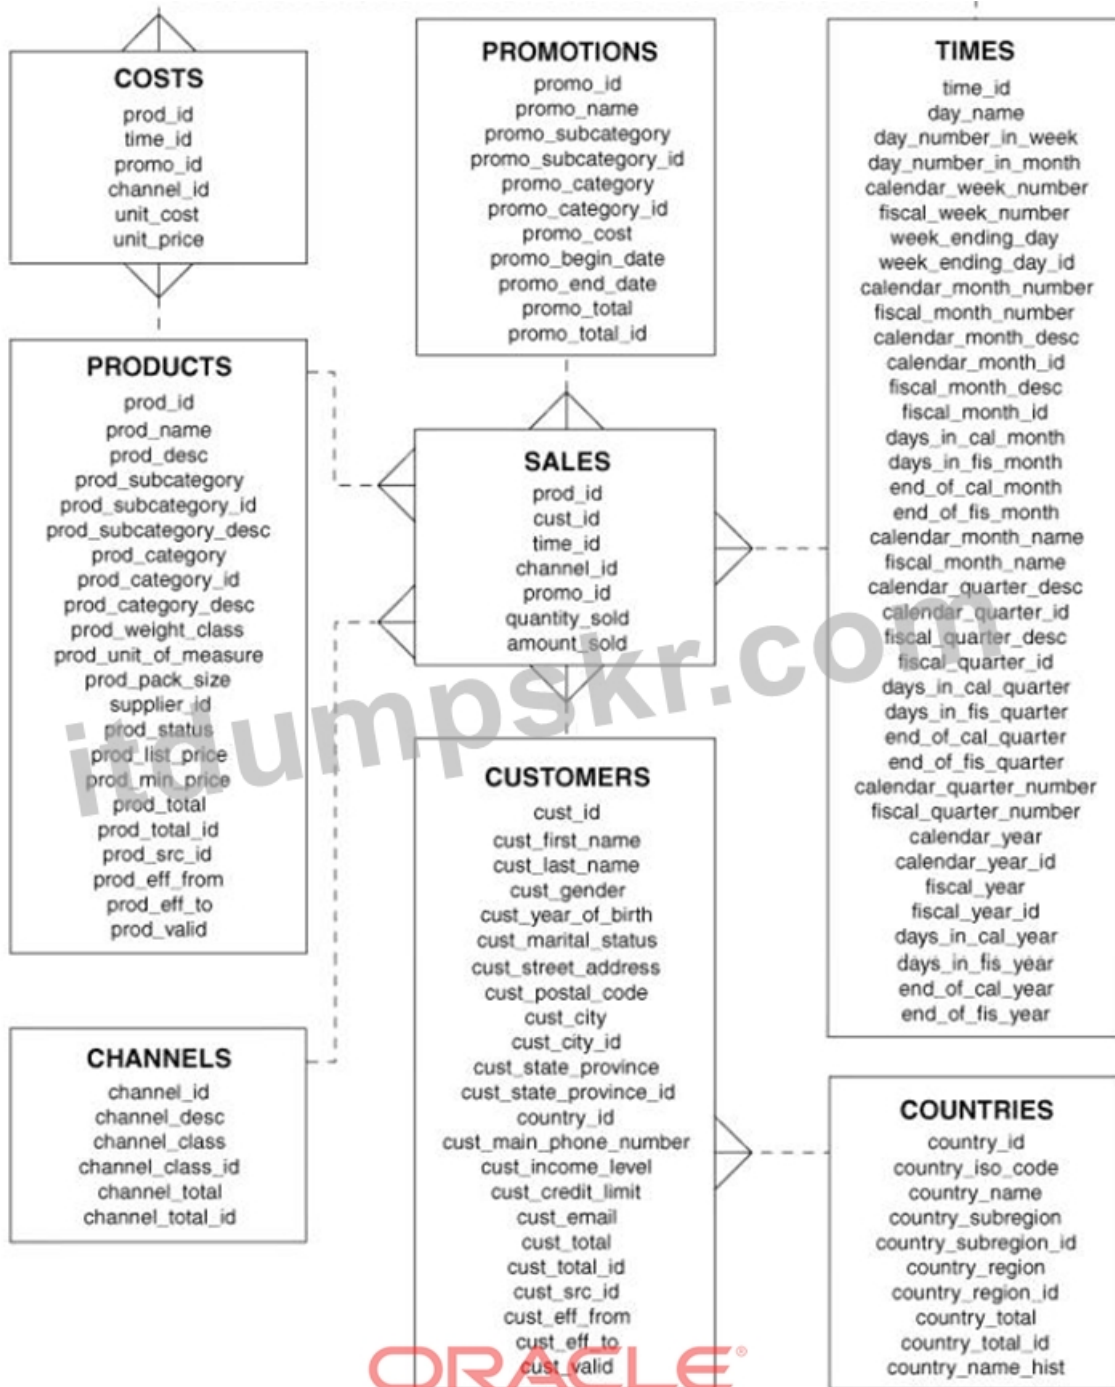 COSTS
prod_id
time_id
promo_id
channel_id
unit_cost
unit_price
PROMOTIONS
promo_id
promo_name
promo_subcategory
promo_subcategory_id
promo_category
promo_category_id
promo_cost
promo_begin_date
promo_end_date
promo_total
promo_total_id
TIMES
time_id
day_name
day_number_in_week
day_number_in_month
calendar_week_number
fiscal_week_number
week_ending_day
week_ending_day_id
calendar_month_number
fiscal_month_number
calendar_month_desc
calendar_month_id
fiscal_month_desc
fiscal_month_id
days_in_cal_month
days_in_fis_month
end_of_cal_month
end_of_fis_month
calendar_month_name
fiscal_month_name
calendar_quarter_desc
calendar_quarter_id
fiscal_quarter_desc
fiscal_quarter_id
days_in_cal_quarter
days_in_fis_quarter
end_of_cal_quarter
end_of_fis_quarter
calendar_quarter_number
fiscal_quarter_number
calendar_year
calendar_year_id
fiscal_year
fiscal_year_id
days_in_cal_year
days_in_fis_year
end_of_cal_year
end_of_fis_year
PRODUCTS
prod_id
prod_name
prod_desc
prod_subcategory
prod_subcategory_id
prod_subcategory_desc
prod_category
prod_category_id
prod_category_desc
prod_weight_class
prod_unit_of_measure
prod_pack_size
supplier_id
prod_status
prod_list_price
prod_min_price
prod_total
prod_total_id
prod_src_id
prod_eff_from
prod_eff_to
prod_valid
SALES
prod_id
cust_id
time_id
channel_id
promo_id
quantity_sold
amount_sold
itdumpskr.com
CUSTOMERS
cust_id
cust_first_name
cust_last_name
cust_gender
cust_year_of_birth
cust_marital_status
cust_street_address
cust_postal_code
cust_city
cust_city_id
cust_state_province
cust_state_province_id
country_id
cust_main_phone_number
cust_income_level
cust_credit_limit
cust_email
cust_total
cust_total_id
cust_src_id
cust_eff_from
cust_eff_to
cust_valid
CHANNELS
channel_id
channel_desc
channel_class
channel_class_id
channel_total
channel_total_id
COUNTRIES
country_id
country_iso_code
country_name
country_subregion
country_subregion_id
country_region
country_region_id
country_total
country_total_id
country_name_hist
ORACLE®